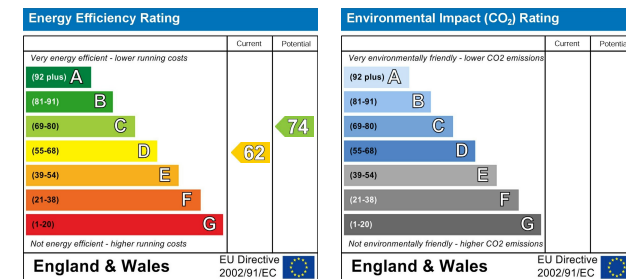 Energy Efficiency Rating
Current Potential
Very energy efficient - lower running costs
(92 plus) A
(81-91) B
(69-80) C
74
(55-68) D
62
(39-54) E
(21-38) F
(1-20) G
Not energy efficient - higher running costs
England & Wales
EU Directive
2002/91/EC
Environmental Impact (CO₂) Rating
Current Potential
Very environmentally friendly - lower CO2 emissions
(92 plus) A
(81-91) B
(69-80) C
(55-68) D
(39-54) E
(21-38) F
(1-20) G
Not environmentally friendly - higher CO2 emissions
England & Wales
EU Directive
2002/91/EC